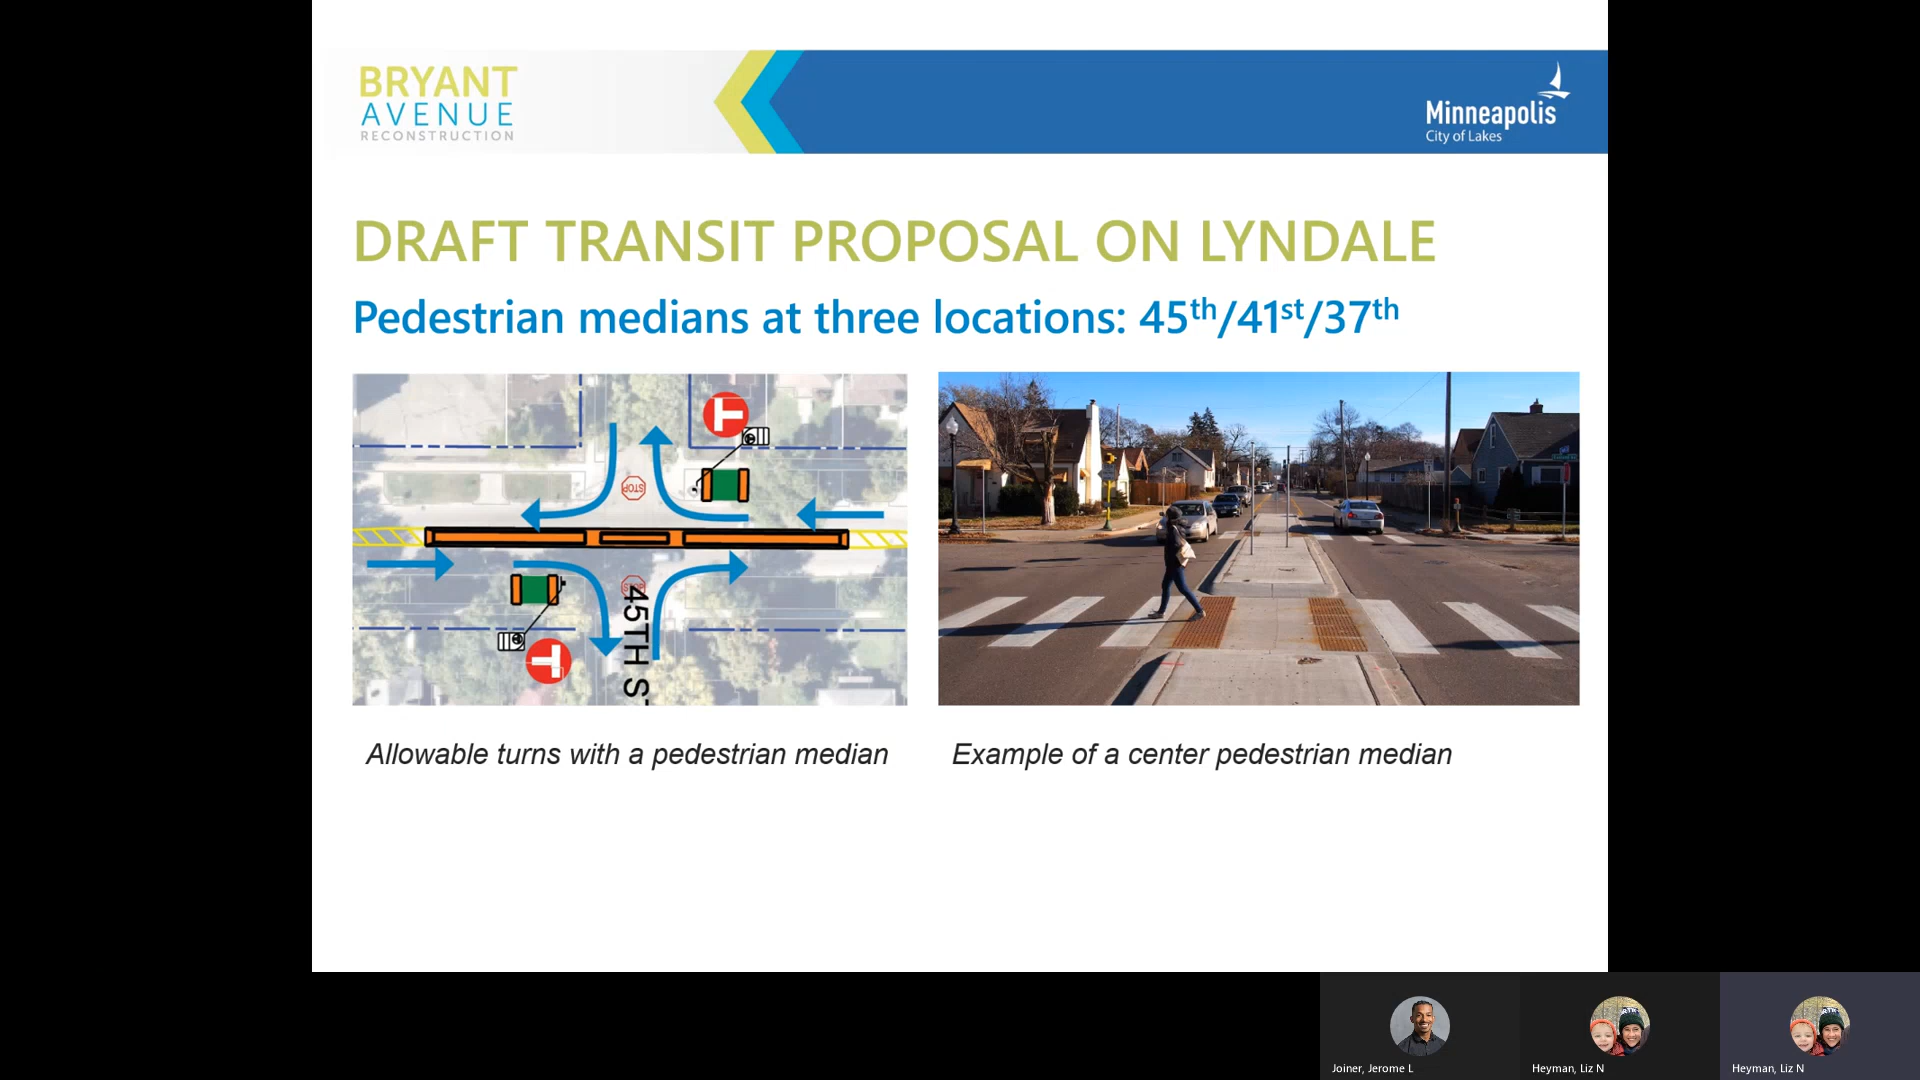 BRYANT
AVENUE
RECONSTRUCTION
Minneapolis
City of Lakes
DRAFT TRANSIT PROPOSAL ON LYNDALE
Pedestrian medians at three locations: 45th/41st/37th
T
STOP
STOP
45TH S
T
Allowable turns with a pedestrian median
Example of a center pedestrian median
Joiner, Jerome L
Heyman, Liz N
Heyman, Liz N